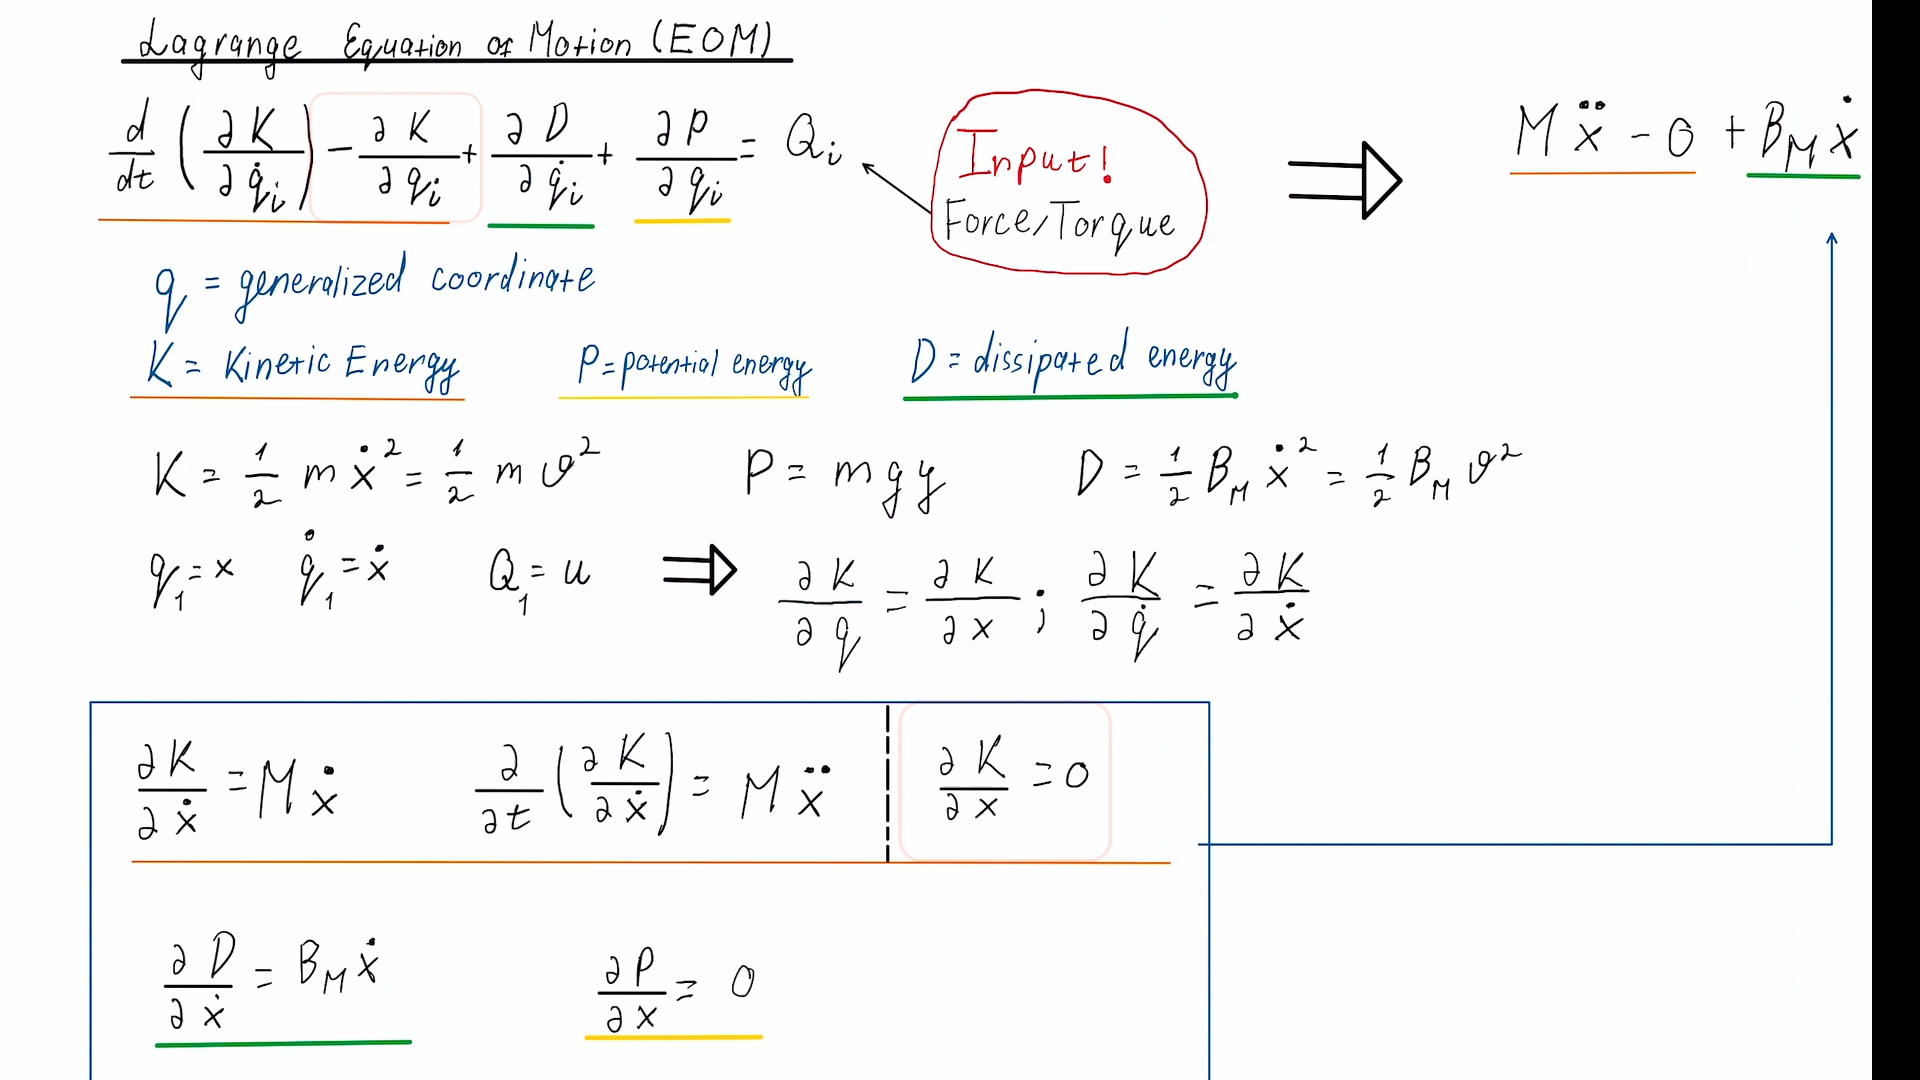 Lagrange Equation of Motion (EOM)
d/dt (∂K/∂q̇ᵢ) − ∂K/∂qᵢ + ∂D/∂q̇ᵢ + ∂P/∂qᵢ = Qᵢ
Input!
Force/Torque
Mẍ − 0 + B_M ẋ
q = generalized coordinate
K = Kinetic Energy
P = potential energy
D = dissipated energy
K = 1/2 m ẋ² = 1/2 m v²
P = m g y
D = 1/2 B_M ẋ² = 1/2 B_M v²
q₁ = x
q̇₁ = ẋ
Q₁ = u
⇒
∂K/∂q = ∂K/∂x ; ∂K/∂q̇ = ∂K/∂ẋ
∂K/∂ẋ = Mẋ
∂/∂t (∂K/∂ẋ) = Mẍ
∂K/∂x = 0
∂D/∂ẋ = B_M ẋ
∂P/∂x = 0